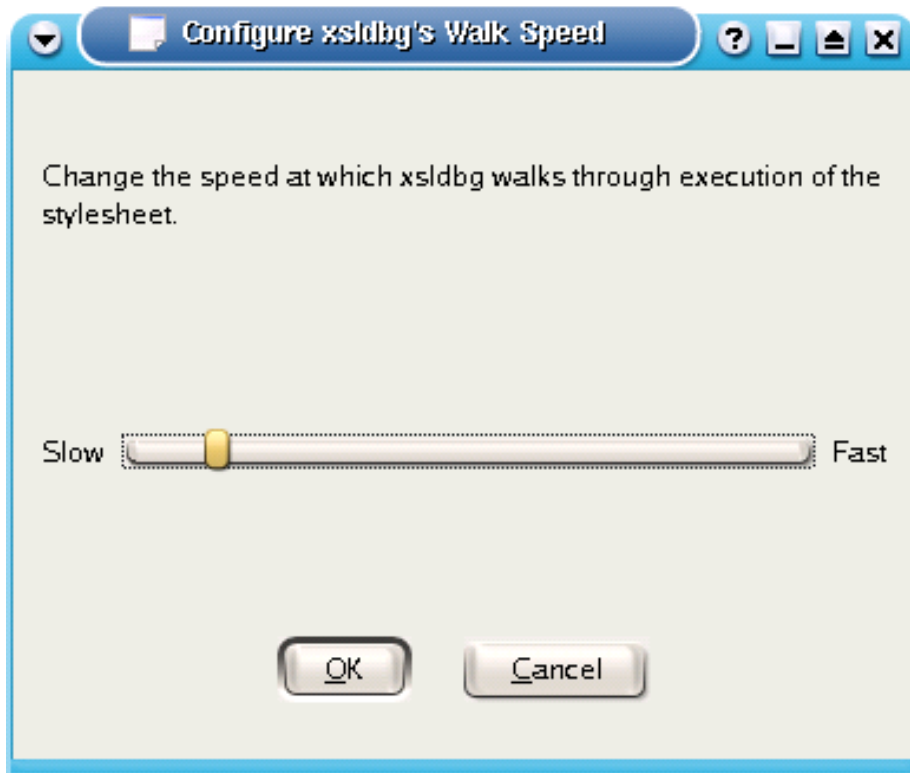 Configure xsldbg's Walk Speed
Change the speed at which xsldbg walks through execution of the
stylesheet.
Slow Fast
OK Cancel